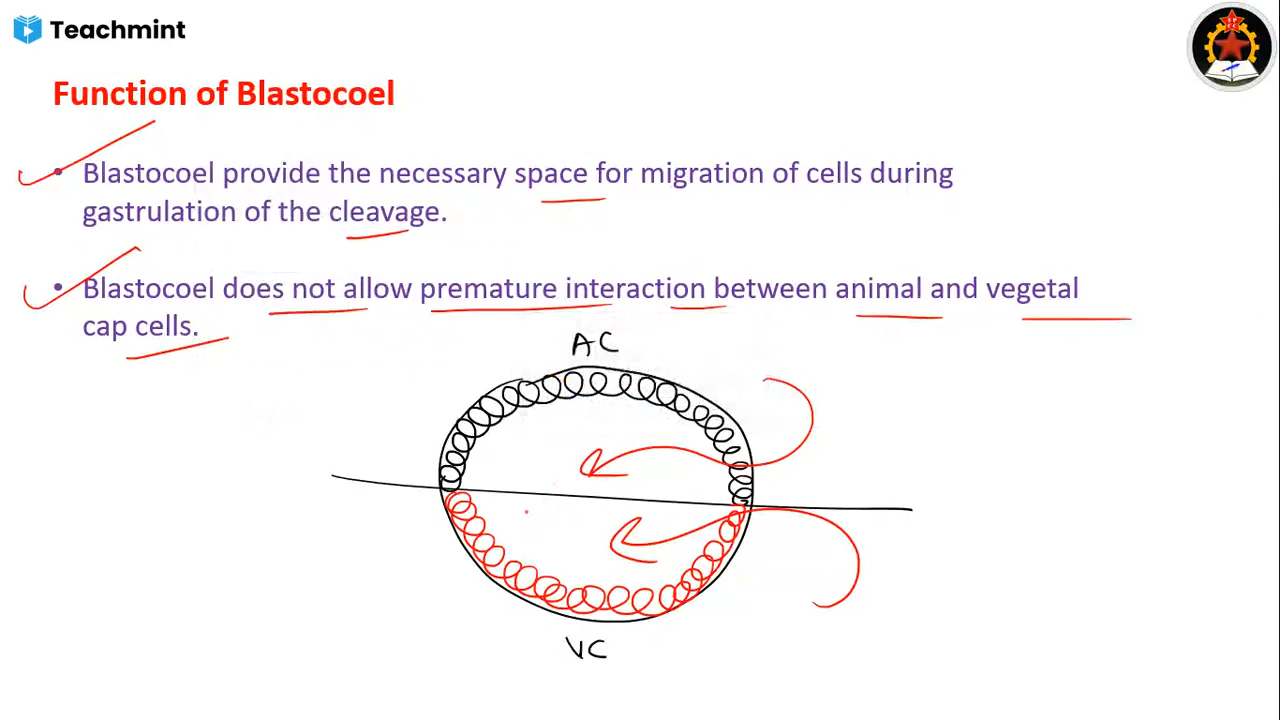 Teachmint
Function of Blastocoel
• Blastocoel provide the necessary space for migration of cells during
gastrulation of the cleavage.
• Blastocoel does not allow premature interaction between animal and vegetal
cap cells.
AC
VC